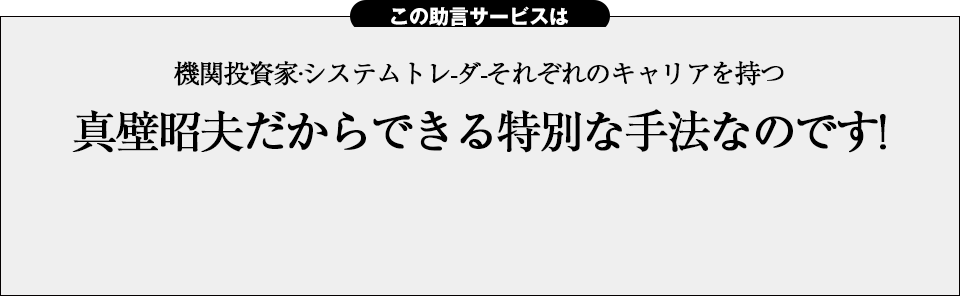 この助言サービスは
機関投資家･システムトレ-ダ-それぞれのキャリアを持つ
真壁昭夫だからできる特別な手法なのです!